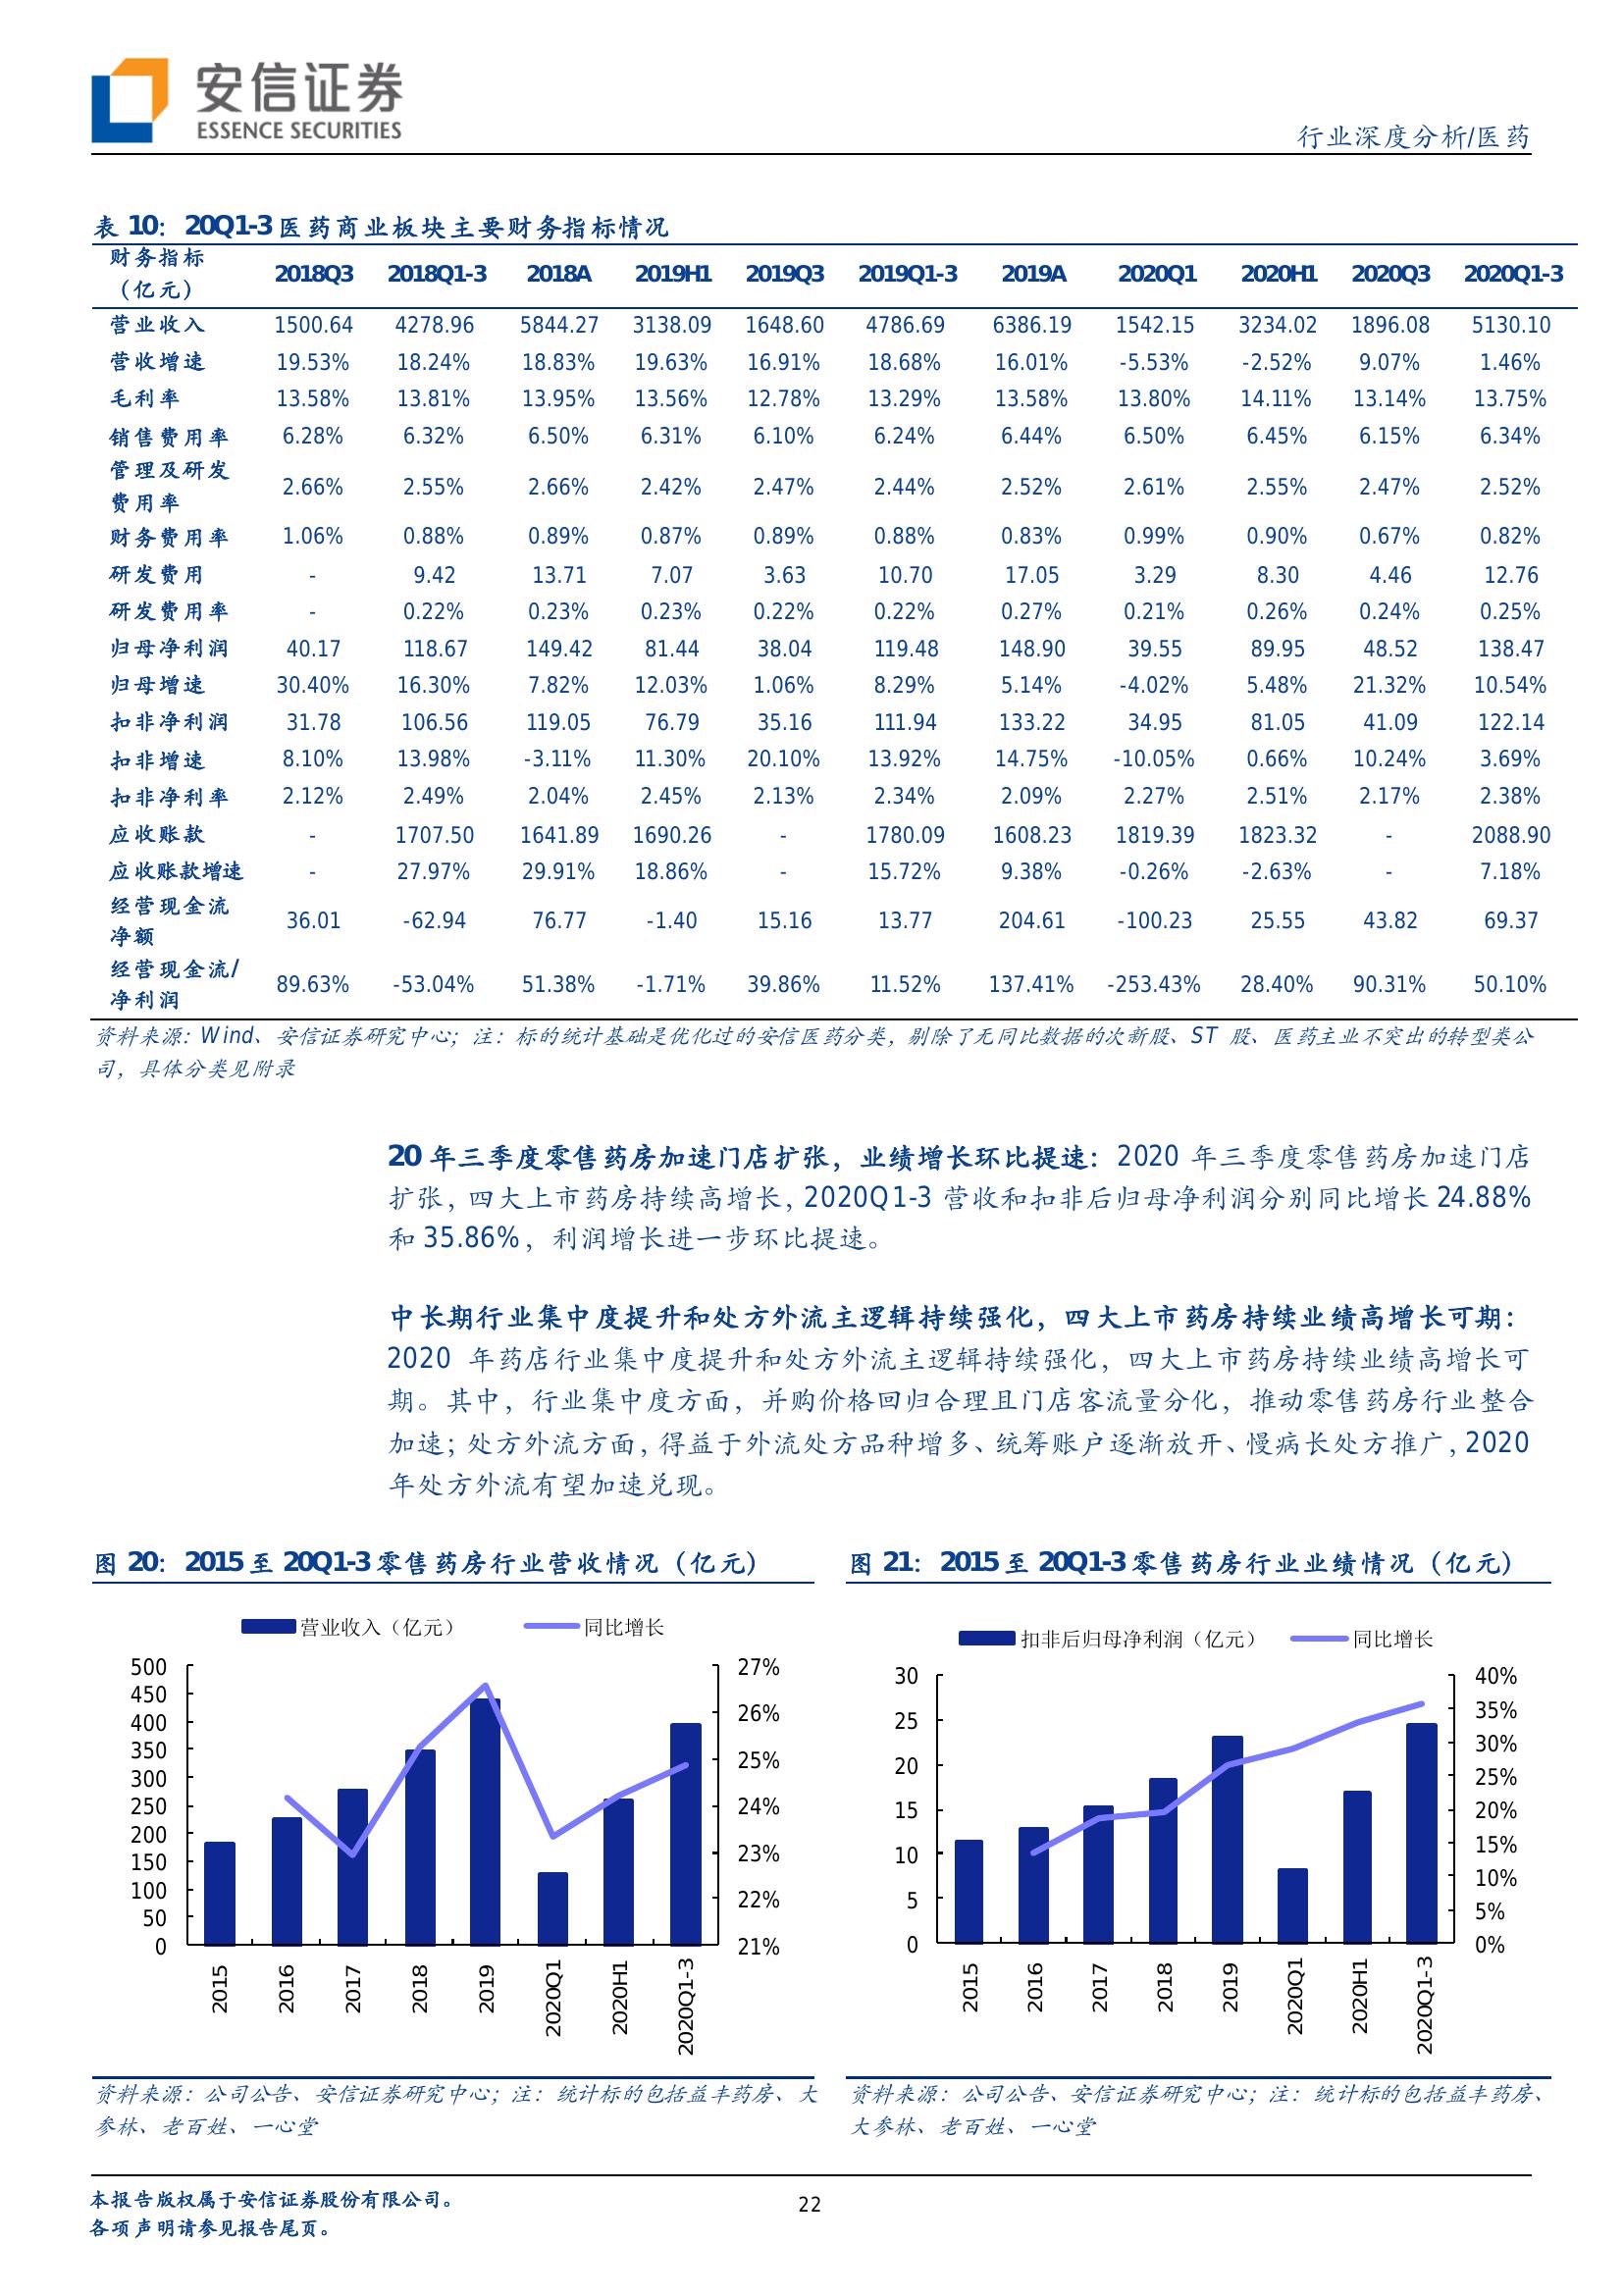 安信证券
ESSENCE SECURITIES
行业深度分析/医药
表 10： 20Q1-3 医药商业板块主要财务指标情况
财务指标（亿元） 2018Q3 2018Q1-3 2018A 2019H1 2019Q3 2019Q1-3 2019A 2020Q1 2020H1 2020Q3 2020Q1-3
营业收入 1500.64 4278.96 5844.27 3138.09 1648.60 4786.69 6386.19 1542.15 3234.02 1896.08 5130.10
营收增速 19.53% 18.24% 18.83% 19.63% 16.91% 18.68% 16.01% -5.53% -2.52% 9.07% 1.46%
毛利率 13.58% 13.81% 13.95% 13.56% 12.78% 13.29% 13.58% 13.80% 14.11% 13.14% 13.75%
销售费用率 6.28% 6.32% 6.50% 6.31% 6.10% 6.24% 6.44% 6.50% 6.45% 6.15% 6.34%
管理及研发费用率 2.66% 2.55% 2.66% 2.42% 2.47% 2.44% 2.52% 2.61% 2.55% 2.47% 2.52%
财务费用率 1.06% 0.88% 0.89% 0.87% 0.89% 0.88% 0.83% 0.99% 0.90% 0.67% 0.82%
研发费用 - 9.42 13.71 7.07 3.63 10.70 17.05 3.29 8.30 4.46 12.76
研发费用率 - 0.22% 0.23% 0.23% 0.22% 0.22% 0.27% 0.21% 0.26% 0.24% 0.25%
归母净利润 40.17 118.67 149.42 81.44 38.04 119.48 148.90 39.55 89.95 48.52 138.47
归母增速 30.40% 16.30% 7.82% 12.03% 1.06% 8.29% 5.14% -4.02% 5.48% 21.32% 10.54%
扣非净利润 31.78 106.56 119.05 76.79 35.16 111.94 133.22 34.95 81.05 41.09 122.14
扣非增速 8.10% 13.98% -3.11% 11.30% 20.10% 13.92% 14.75% -10.05% 0.66% 10.24% 3.69%
扣非净利率 2.12% 2.49% 2.04% 2.45% 2.13% 2.34% 2.09% 2.27% 2.51% 2.17% 2.38%
应收账款 - 1707.50 1641.89 1690.26 - 1780.09 1608.23 1819.39 1823.32 - 2088.90
应收账款增速 - 27.97% 29.91% 18.86% - 15.72% 9.38% -0.26% -2.63% - 7.18%
经营现金流净额 36.01 -62.94 76.77 -1.40 15.16 13.77 204.61 -100.23 25.55 43.82 69.37
经营现金流/净利润 89.63% -53.04% 51.38% -1.71% 39.86% 11.52% 137.41% -253.43% 28.40% 90.31% 50.10%
资料来源：Wind、安信证券研究中心；注：标的统计基础是优化过的安信医药分类，剔除了无同比数据的次新股、ST 股、医药主业不突出的转型类公
司，具体分类见附录
20 年三季度零售药房加速门店扩张，业绩增长环比提速：2020 年三季度零售药房加速门店
扩张，四大上市药房持续高增长，2020Q1-3 营收和扣非后归母净利润分别同比增长 24.88%
和 35.86%，利润增长进一步环比提速。
中长期行业集中度提升和处方外流主逻辑持续强化，四大上市药房持续业绩高增长可期：
2020 年药店行业集中度提升和处方外流主逻辑持续强化，四大上市药房持续业绩高增长可
期。其中，行业集中度方面，并购价格回归合理且门店客流量分化，推动零售药房行业整合
加速；处方外流方面，得益于外流处方品种增多、统筹账户逐渐放开、慢病长处方推广，2020
年处方外流有望加速兑现。
图 20： 2015 至 20Q1-3 零售药房行业营收情况（亿元）
营业收入（亿元） 同比增长
500 27%
450 26%
400
350 25%
300
250 24%
200
150 23%
100 22%
50
0 21%
2015 2016 2017 2018 2019 2020Q1 2020H1 2020Q1-3
资料来源：公司公告、安信证券研究中心；注：统计标的包括益丰药房、大
参林、老百姓、一心堂
图 21： 2015 至 20Q1-3 零售药房行业业绩情况（亿元）
扣非后归母净利润（亿元） 同比增长
30 40%
25 35%
20 30%
15 25%
10 20%
5 15%
0 10%
5%
0%
2015 2016 2017 2018 2019 2020Q1 2020H1 2020Q1-3
资料来源：公司公告、安信证券研究中心；注：统计标的包括益丰药房、
大参林、老百姓、一心堂
本报告版权属于安信证券股份有限公司。
各项声明请参见报告尾页。
22